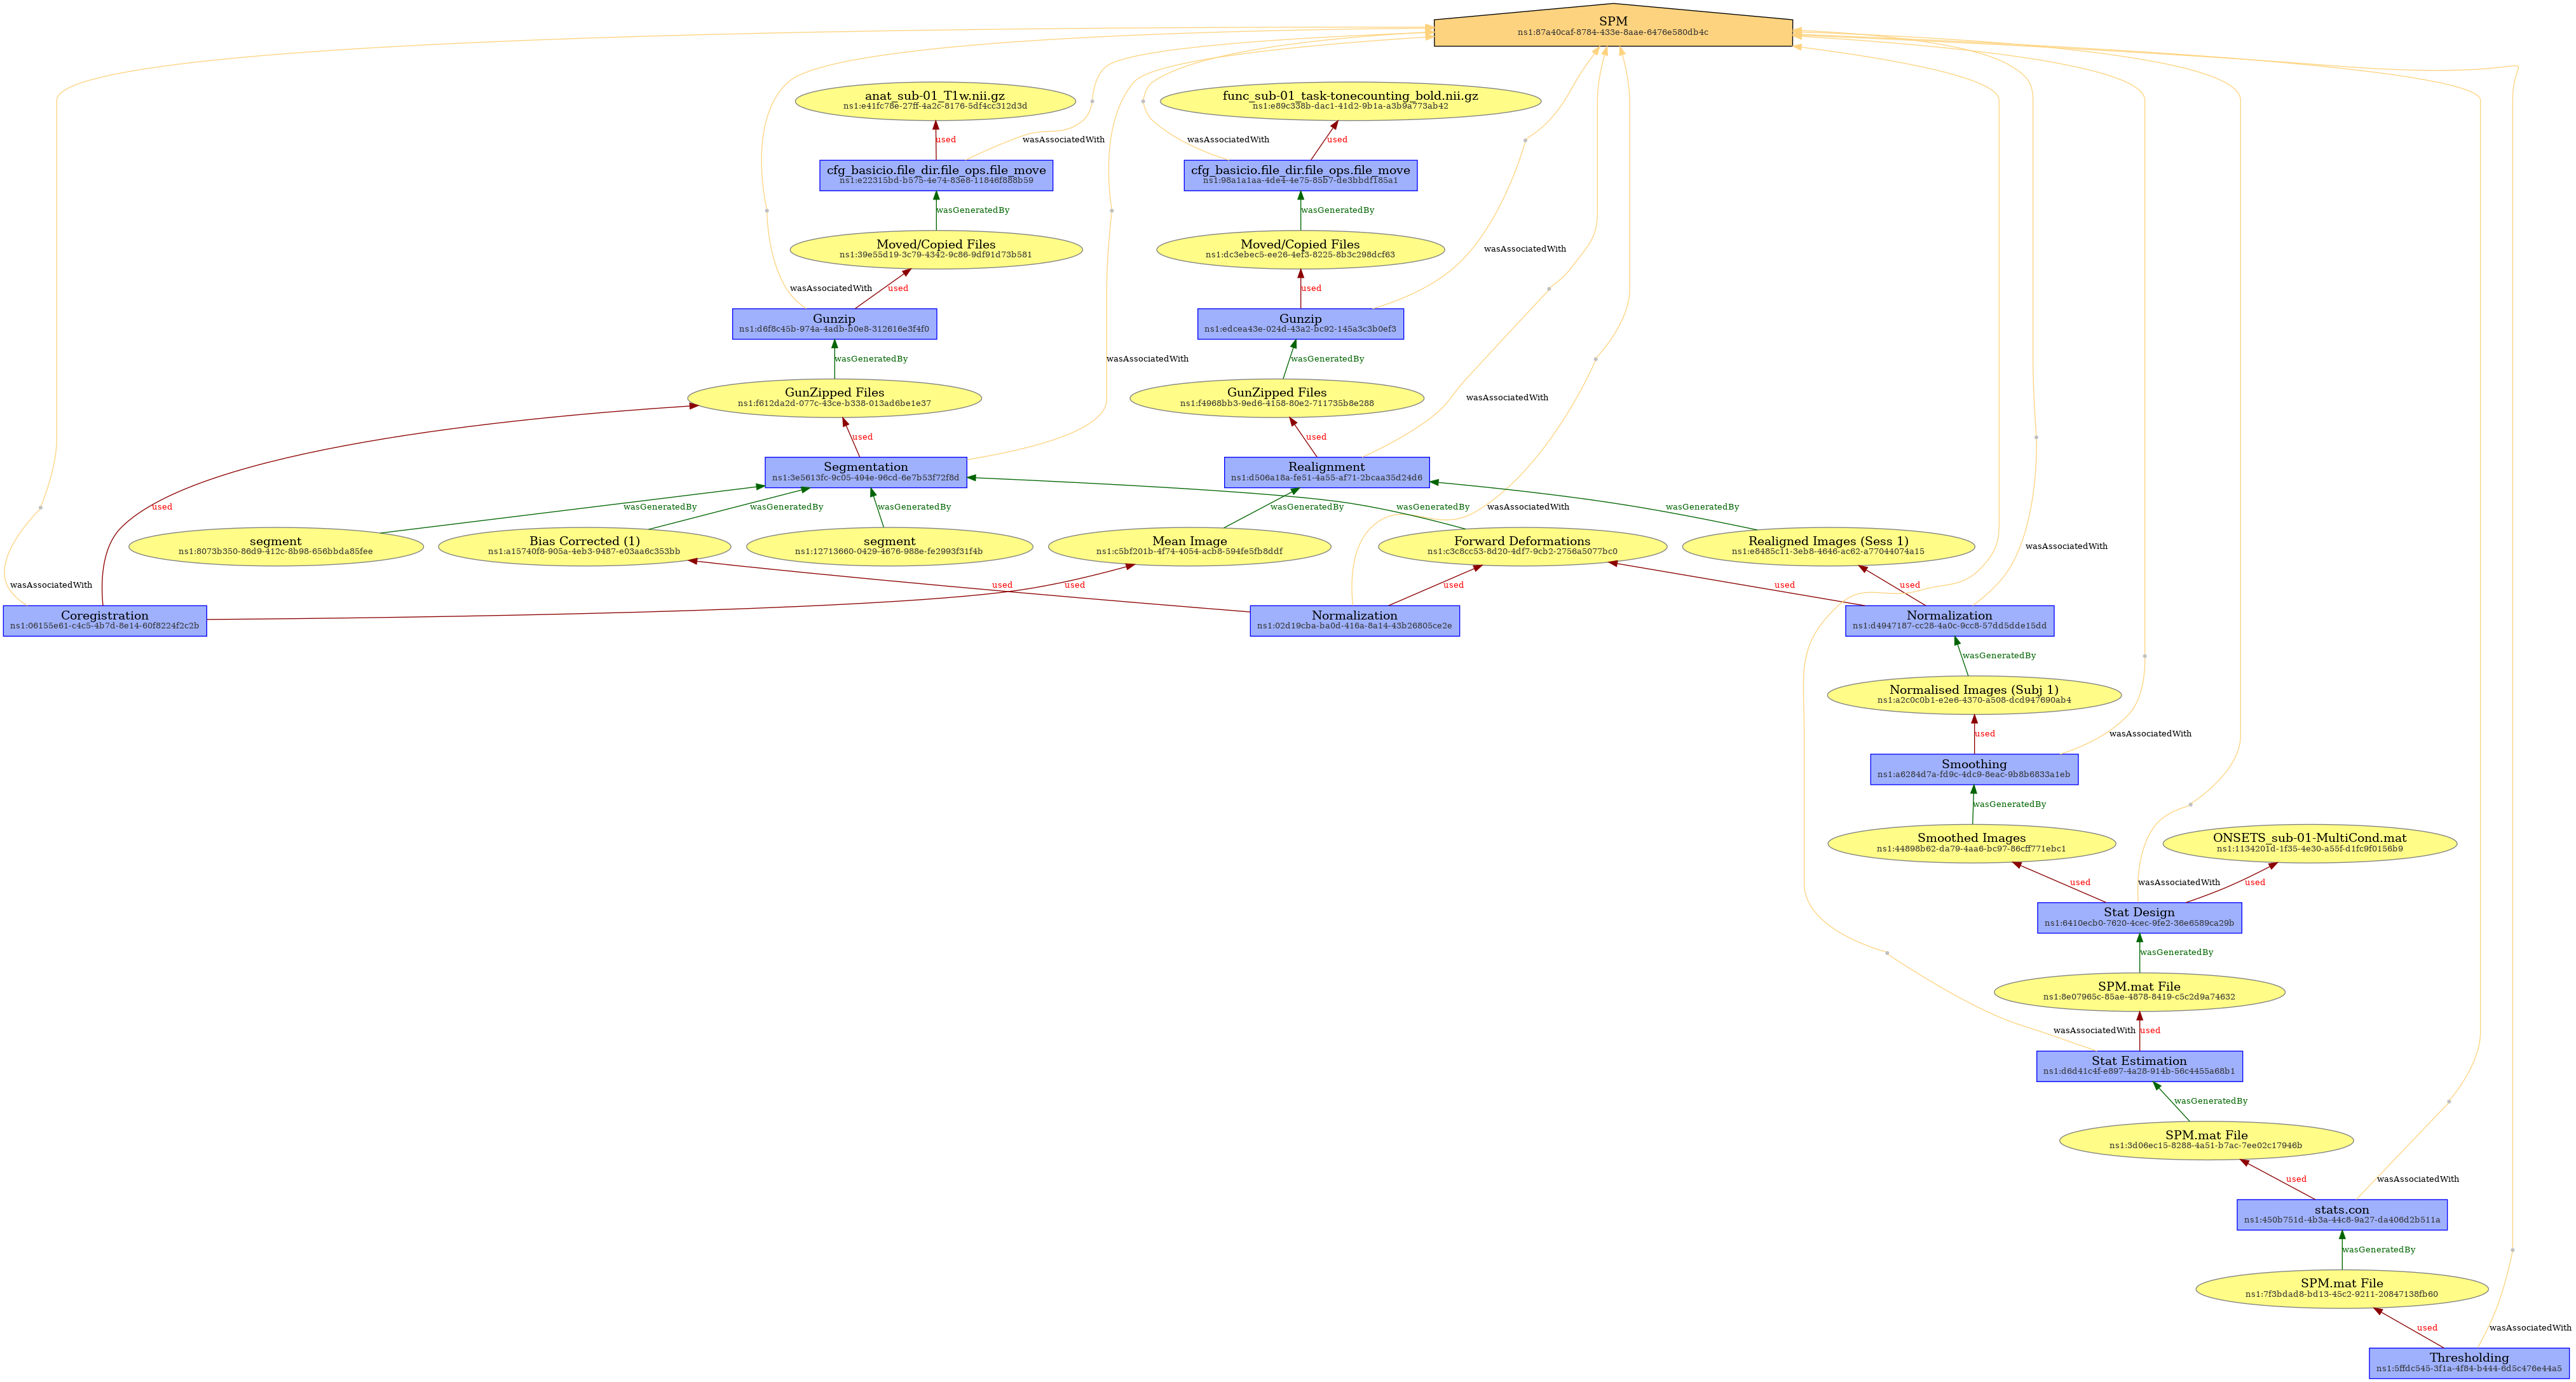 SPM
ns1:87a40caf-8784-433e-8aae-6476e580db4c
anat_sub-01_T1w.nii.gz
ns1:e41fc78e-27ff-4a2c-8176-5df4cc312d3d
func_sub-01_task-tonecounting_bold.nii.gz
ns1:e89c338b-dac1-41d2-9b1a-a3b9a773ab42
used
wasAssociatedWith
wasAssociatedWith
used
cfg_basicio.file_dir.file_ops.file_move
ns1:e22315bd-b575-4e74-83e8-11846f888b59
cfg_basicio.file_dir.file_ops.file_move
ns1:98a1a1aa-4de4-4e75-85b7-de3bbdf185a1
wasGeneratedBy
wasGeneratedBy
Moved/Copied Files
ns1:39e55d19-3c79-4342-9c86-9df91d73b581
Moved/Copied Files
ns1:dc3ebec5-ee26-4ef3-8225-8b3c298dcf63
wasAssociatedWith
wasAssociatedWith
used
used
Gunzip
ns1:d6f8c45b-974a-4adb-b0e8-312616e3f4f0
Gunzip
ns1:edcea43e-024d-43a2-bc92-145a3c3b0ef3
wasGeneratedBy
wasAssociatedWith
wasGeneratedBy
GunZipped Files
ns1:f612da2d-077c-43ce-b338-013ad6be1e37
GunZipped Files
ns1:f4968bb3-9ed6-4158-80e2-711735b8e288
wasAssociatedWith
used
used
Segmentation
ns1:3e5613fc-9c05-494e-96cd-6e7b53f72f8d
Realignment
ns1:d506a18a-fe51-4a55-af71-2bcaa35d24d6
used
wasGeneratedBy
wasGeneratedBy
wasGeneratedBy
wasGeneratedBy
wasGeneratedBy
wasAssociatedWith
wasGeneratedBy
segment
ns1:8073b350-86d9-412c-8b98-656bbda85fee
Bias Corrected (1)
ns1:a15740f8-905a-4eb3-9487-e03aa6c353bb
segment
ns1:12713660-0429-4676-988e-fe2993f31f4b
Mean Image
ns1:c5bf201b-4f74-4054-acb8-594fe5fb8ddf
Forward Deformations
ns1:c3c8cc53-8d20-4df7-9cb2-2756a5077bc0
Realigned Images (Sess 1)
ns1:e8485c11-3eb8-4646-ac62-a77044074a15
wasAssociatedWith
wasAssociatedWith
used
used
used
used
used
Coregistration
ns1:06155e61-c4c5-4b7d-8e14-60f8224f2c2b
Normalization
ns1:02d19cba-ba0d-416a-8a14-43b26805ce2e
Normalization
ns1:d4947187-cc28-4a0c-9cc8-57dd5dde15dd
wasGeneratedBy
Normalised Images (Subj 1)
ns1:a2c0c0b1-e2e6-4370-a508-dcd947690ab4
used
wasAssociatedWith
Smoothing
ns1:a6284d7a-fd9c-4dc9-8eac-9b8b6833a1eb
wasGeneratedBy
Smoothed Images
ns1:44898b62-da79-4aa6-bc97-86cff771ebc1
ONSETS_sub-01-MultiCond.mat
ns1:1134201d-1f35-4e30-a55f-d1fc9f0156b9
used
wasAssociatedWith
used
Stat Design
ns1:6410ecb0-7620-4cec-9fe2-36e6589ca29b
wasGeneratedBy
SPM.mat File
ns1:8e07965c-85ae-4878-8419-c5c2d9a74632
wasAssociatedWith
used
Stat Estimation
ns1:d6d41c4f-e897-4a28-914b-56c4455a68b1
wasGeneratedBy
SPM.mat File
ns1:3d06ec15-8288-4a51-b7ac-7ee02c17946b
used
wasAssociatedWith
stats.con
ns1:450b751d-4b3a-44c8-9a27-da406d2b511a
wasGeneratedBy
SPM.mat File
ns1:7f3bdad8-bd13-45c2-9211-20847138fb60
used
wasAssociatedWith
Thresholding
ns1:5ffdc545-3f1a-4f84-b444-6d5c476e44a5